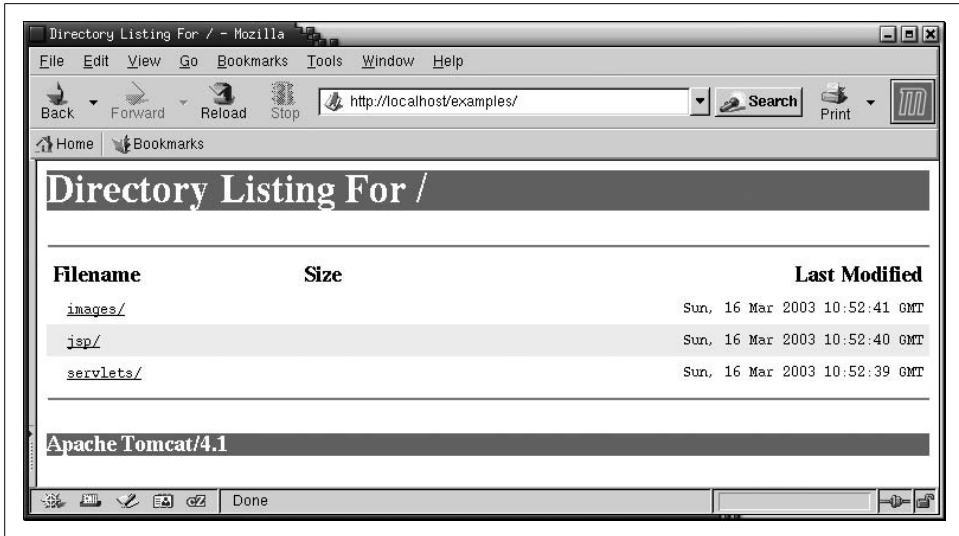 Directory Listing For / - Mozilla
File Edit View Go Bookmarks Tools Window Help
Back Forward Reload Stop http://localhost/examples/ Search Print
Home Bookmarks
Directory Listing For /
Filename Size Last Modified
images/ Sun, 16 Mar 2003 10:52:41 GMT
jsp/ Sun, 16 Mar 2003 10:52:40 GMT
servlets/ Sun, 16 Mar 2003 10:52:39 GMT
Apache Tomcat/4.1
Done